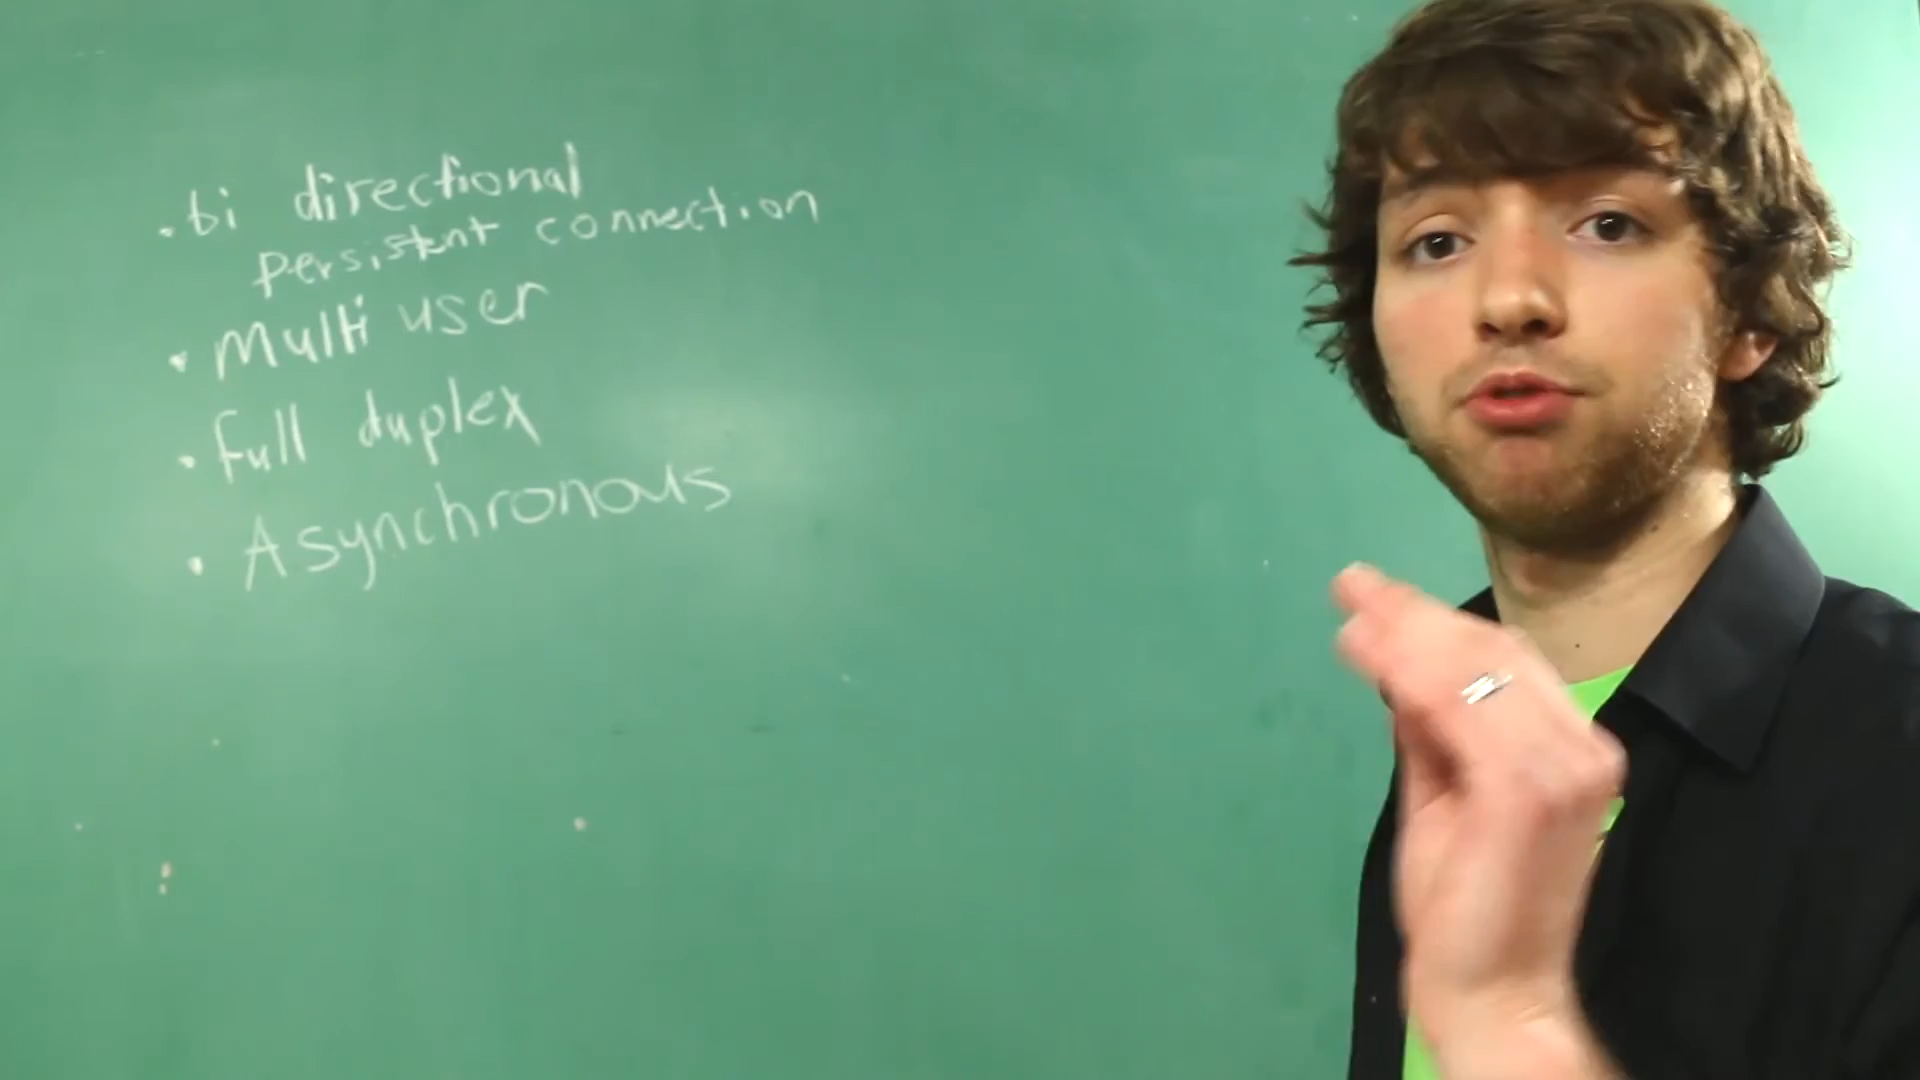 • bi directional
persistent connection
• Multi user
• Full duplex
• Asynchronous